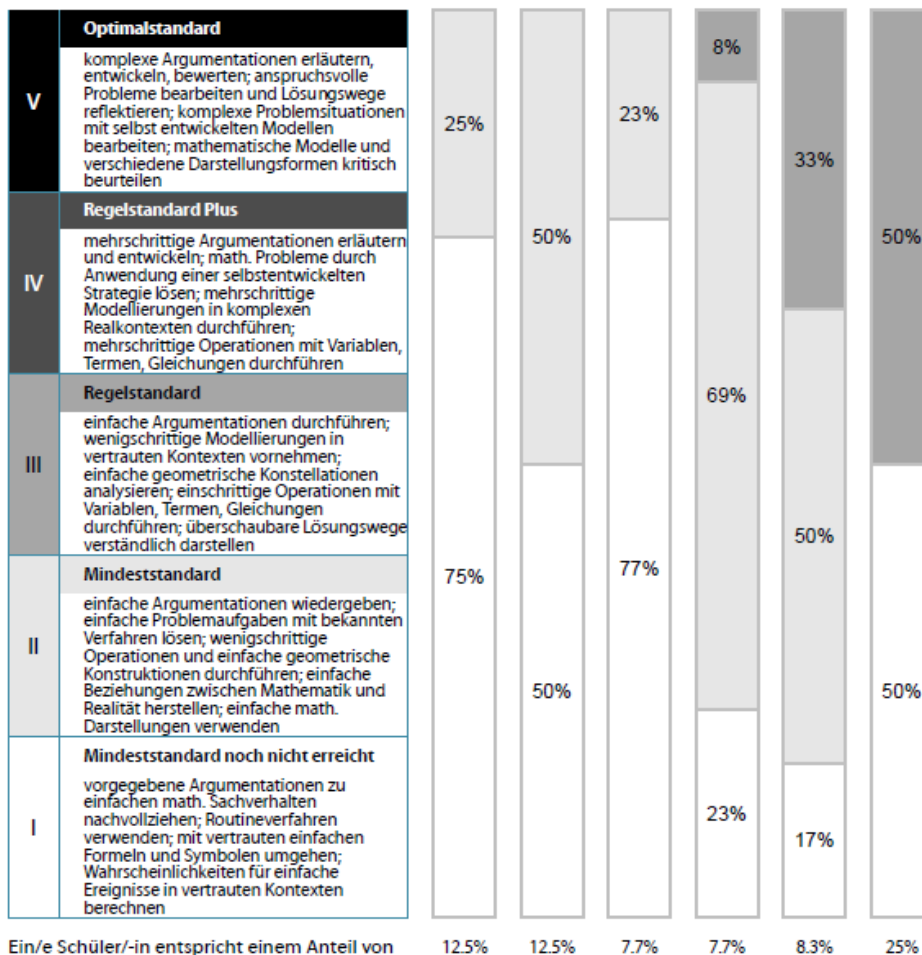 Optimalstandard
V
komplexe Argumentationen erläutern,
entwickeln, bewerten; anspruchsvolle
Probleme bearbeiten und Lösungswege
reflektieren; komplexe Problemsituationen
mit selbst entwickelten Modellen
bearbeiten; mathematische Modelle und
verschiedene Darstellungsformen kritisch
beurteilen
Regelstandard Plus
IV
mehrschrittige Argumentationen erläutern
und entwickeln; math. Probleme durch
Anwendung einer selbstentwickelten
Strategie lösen; mehrschrittige
Modellierungen in komplexen
Realkontexten durchführen;
mehrschrittige Operationen mit Variablen,
Termen, Gleichungen durchführen
Regelstandard
III
einfache Argumentationen durchführen;
wenigschrittige Modellierungen in
vertrauten Kontexten vornehmen;
einfache geometrische Konstellationen
analysieren; einschrittige Operationen mit
Variablen, Termen, Gleichungen
durchführen; überschaubare Lösungswege
verständlich darstellen
Mindeststandard
II
einfache Argumentationen wiedergeben;
einfache Problemaufgaben mit bekannten
Verfahren lösen; wenigschrittige
Operationen und einfache geometrische
Konstruktionen durchführen; einfache
Beziehungen zwischen Mathematik und
Realität herstellen; einfache math.
Darstellungen verwenden
Mindeststandard noch nicht erreicht
I
vorgegebene Argumentationen zu
einfachen math. Sachverhalten
nachvollziehen; Routineverfahren
verwenden; mit vertrauten einfachen
Formeln und Symbolen umgehen;
Wahrscheinlichkeiten für einfache
Ereignisse in vertrauten Kontexten
berechnen
25%
75%
50%
50%
23%
77%
8%
69%
23%
33%
50%
17%
50%
50%
Ein/e Schüler/-in entspricht einem Anteil von 12.5% 12.5% 7.7% 7.7% 8.3% 25%